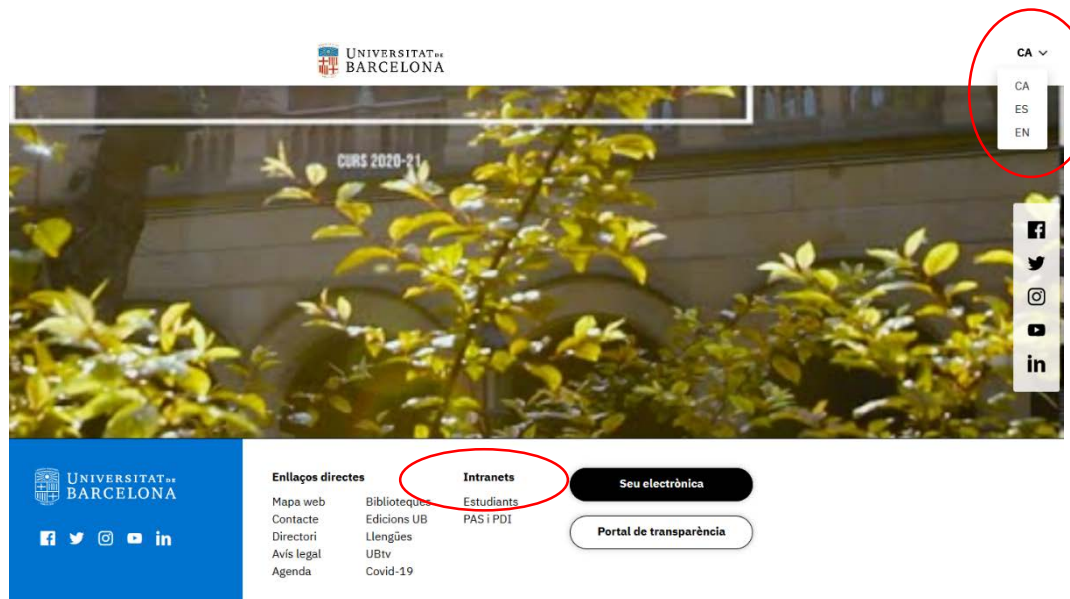 UNIVERSITAT DE
BARCELONA
CA
CA
ES
EN
CURS 2020-21
in
UNIVERSITAT DE
BARCELONA
in
Enllaços directes
Mapa web
Contacte
Directori
Avís legal
Agenda
Biblioteques
Edicions UB
Llengües
UBtv
Covid-19
Intranets
Estudiants
PAS i PDI
Seu electrònica
Portal de transparència